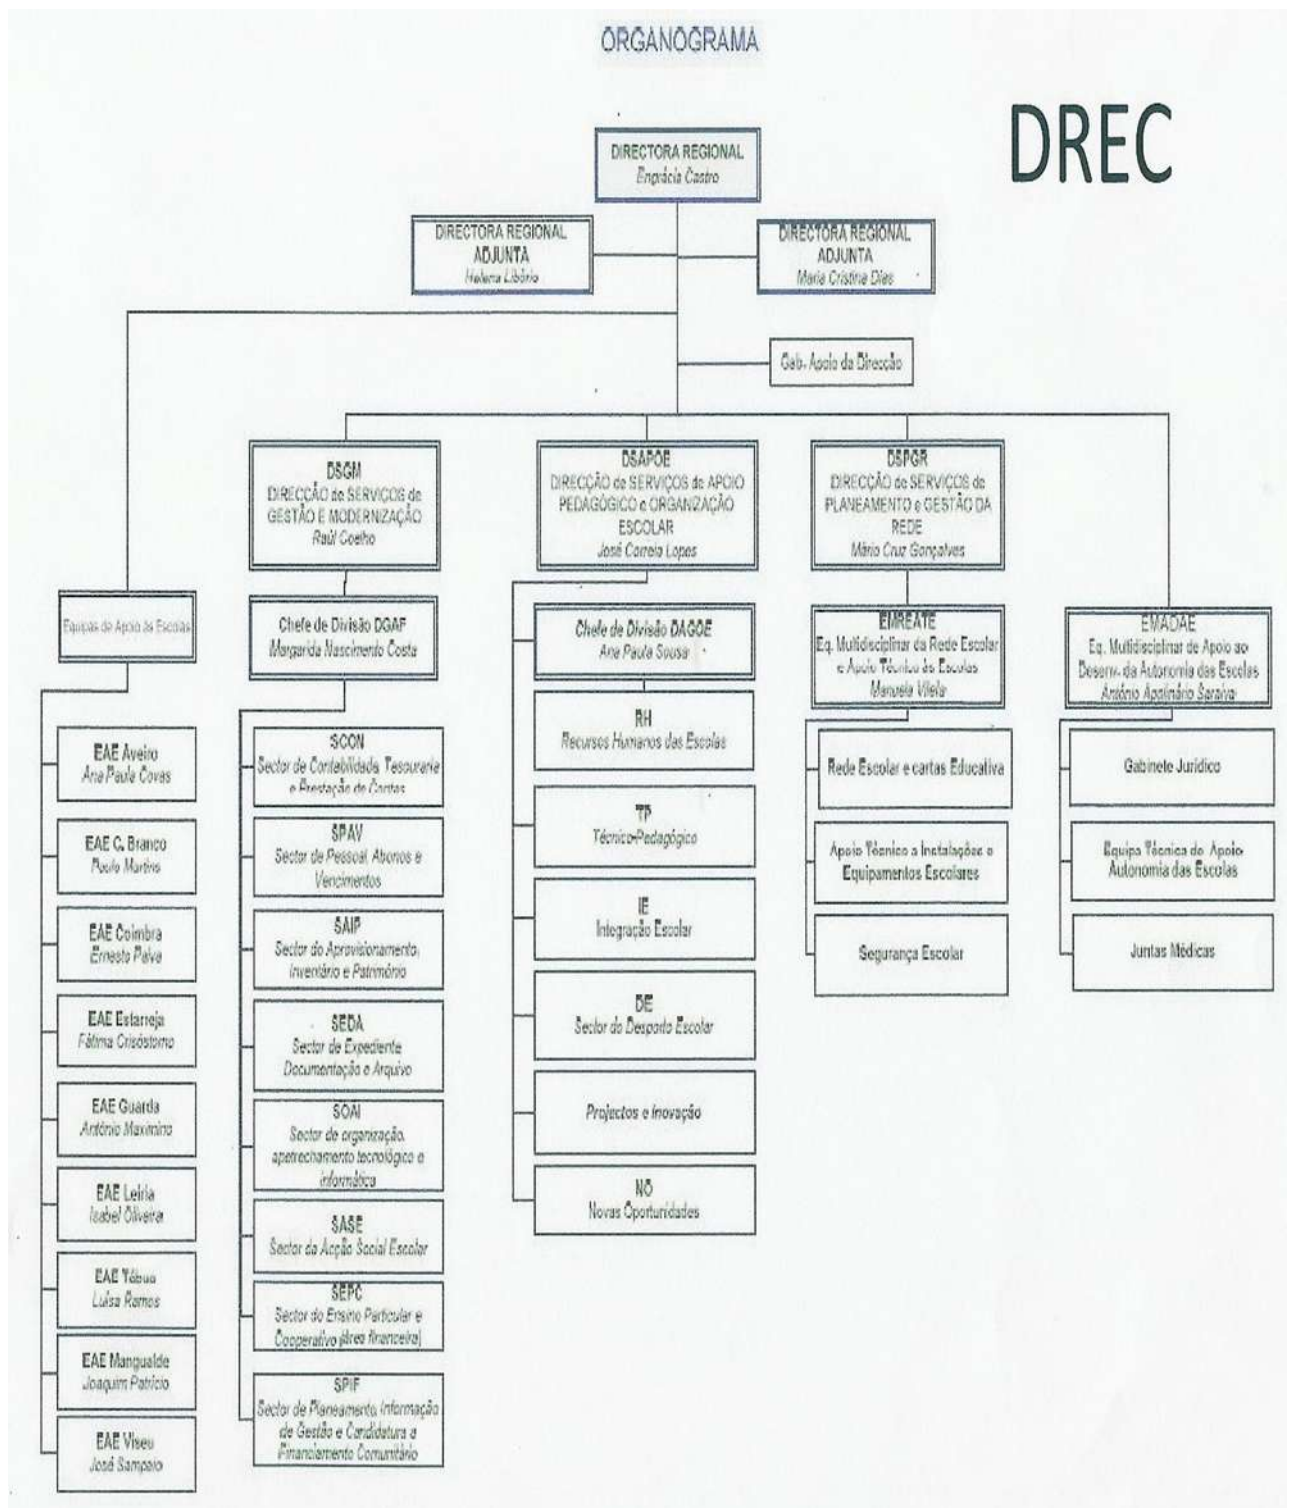 ORGANOGRAMA
DREC
DIRECTORA REGIONAL
Engrácia Castro
DIRECTORA REGIONAL
ADJUNTA
Helena Libório
DIRECTORA REGIONAL
ADJUNTA
Maria Cristina Dias
Gab. Apoio da Direcção
DSGM
DIRECÇÃO de SERVIÇOS de
GESTÃO E MODERNIZAÇÃO
Raúl Coelho
DSAPOE
DIRECÇÃO de SERVIÇOS de APOIO
PEDAGÓGICO e ORGANIZAÇÃO
ESCOLAR
José Correia Lopes
DSPGR
DIRECÇÃO de SERVIÇOS de
PLANEAMENTO e GESTÃO DA
REDE
Mário Cruz Gonçalves
Equipas de Apoio às Escolas
EAE Aveiro
Ana Paula Covas
EAE C. Branco
Paulo Martins
EAE Coimbra
Ernesto Paiva
EAE Estarreja
Fátima Crisóstomo
EAE Guarda
António Maximino
EAE Leiria
Isabel Oliveira
EAE Tábua
Luísa Ramos
EAE Mangualde
Joaquim Patrício
EAE Viseu
José Sampaio
Chefe de Divisão DGAF
Margarida Nascimento Costa
SCON
Sector de Contabilidade, Tesouraria
e Prestação de Contas
SPAV
Sector de Pessoal, Abonos e
Vencimentos
SAIP
Sector do Aprovisionamento,
Inventário e Património
SEDA
Sector de Expediente
Documentação e Arquivo
SOAI
Sector de organização,
apetrechamento tecnológico e
informática
SASE
Sector da Acção Social Escolar
SEPC
Sector do Ensino Particular e
Cooperativo (área financeira)
SPIF
Sector de Planeamento, Informação
de Gestão e Candidatura a
Financiamento Comunitário
Chefe de Divisão DAGOE
Ana Paula Sousa
RH
Recursos Humanos das Escolas
TP
Técnico-Pedagógico
IE
Integração Escolar
DE
Sector do Desporto Escolar
Projectos e Inovação
NO
Novas Oportunidades
EMREATE
Eq. Multidisciplinar da Rede Escolar
e Apoio Técnico às Escolas
Manuela Vilela
Rede Escolar e cartas Educativa
Apoio Técnico a Instalações e
Equipamentos Escolares
Segurança Escolar
EMADAE
Eq. Multidisciplinar de Apoio ao
Desenv. da Autonomia das Escolas
António Apolinário Saraiva
Gabinete Jurídico
Equipa Técnica de Apoio
Autonomia das Escolas
Juntas Médicas